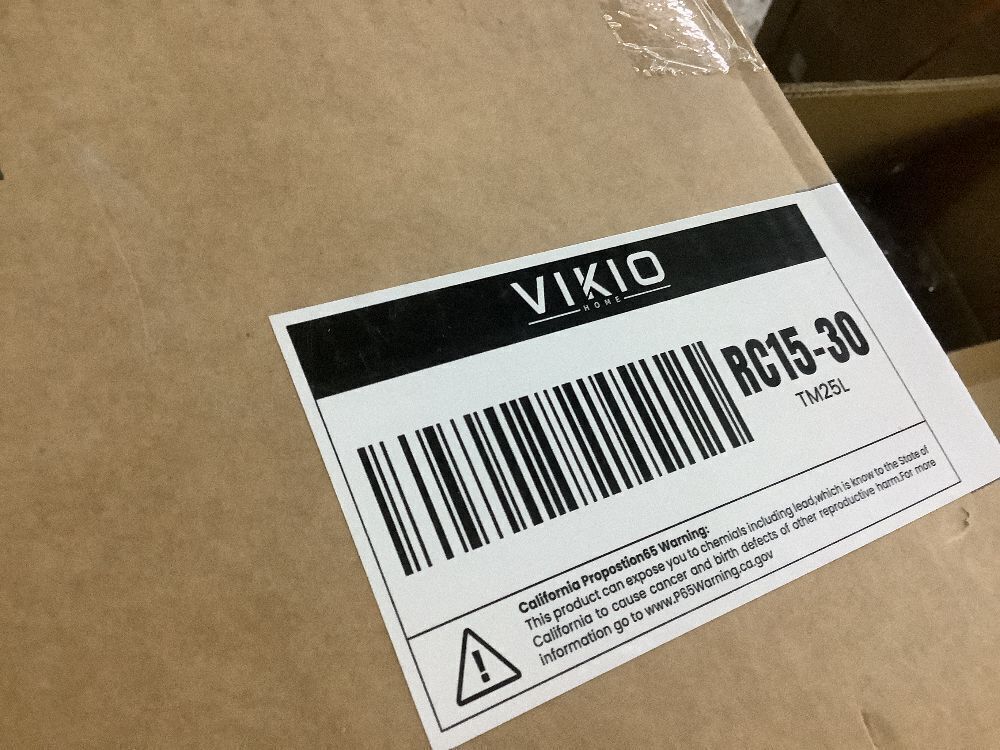 VIKIO
HOME
RC15-30
TM25L
California Propostion65 Warning:
This product can expose you to chemials including lead,which is know to the State of
California to cause cancer and birth defects of other reproductive harm.For more
information go to www.P65Warning.ca.gov